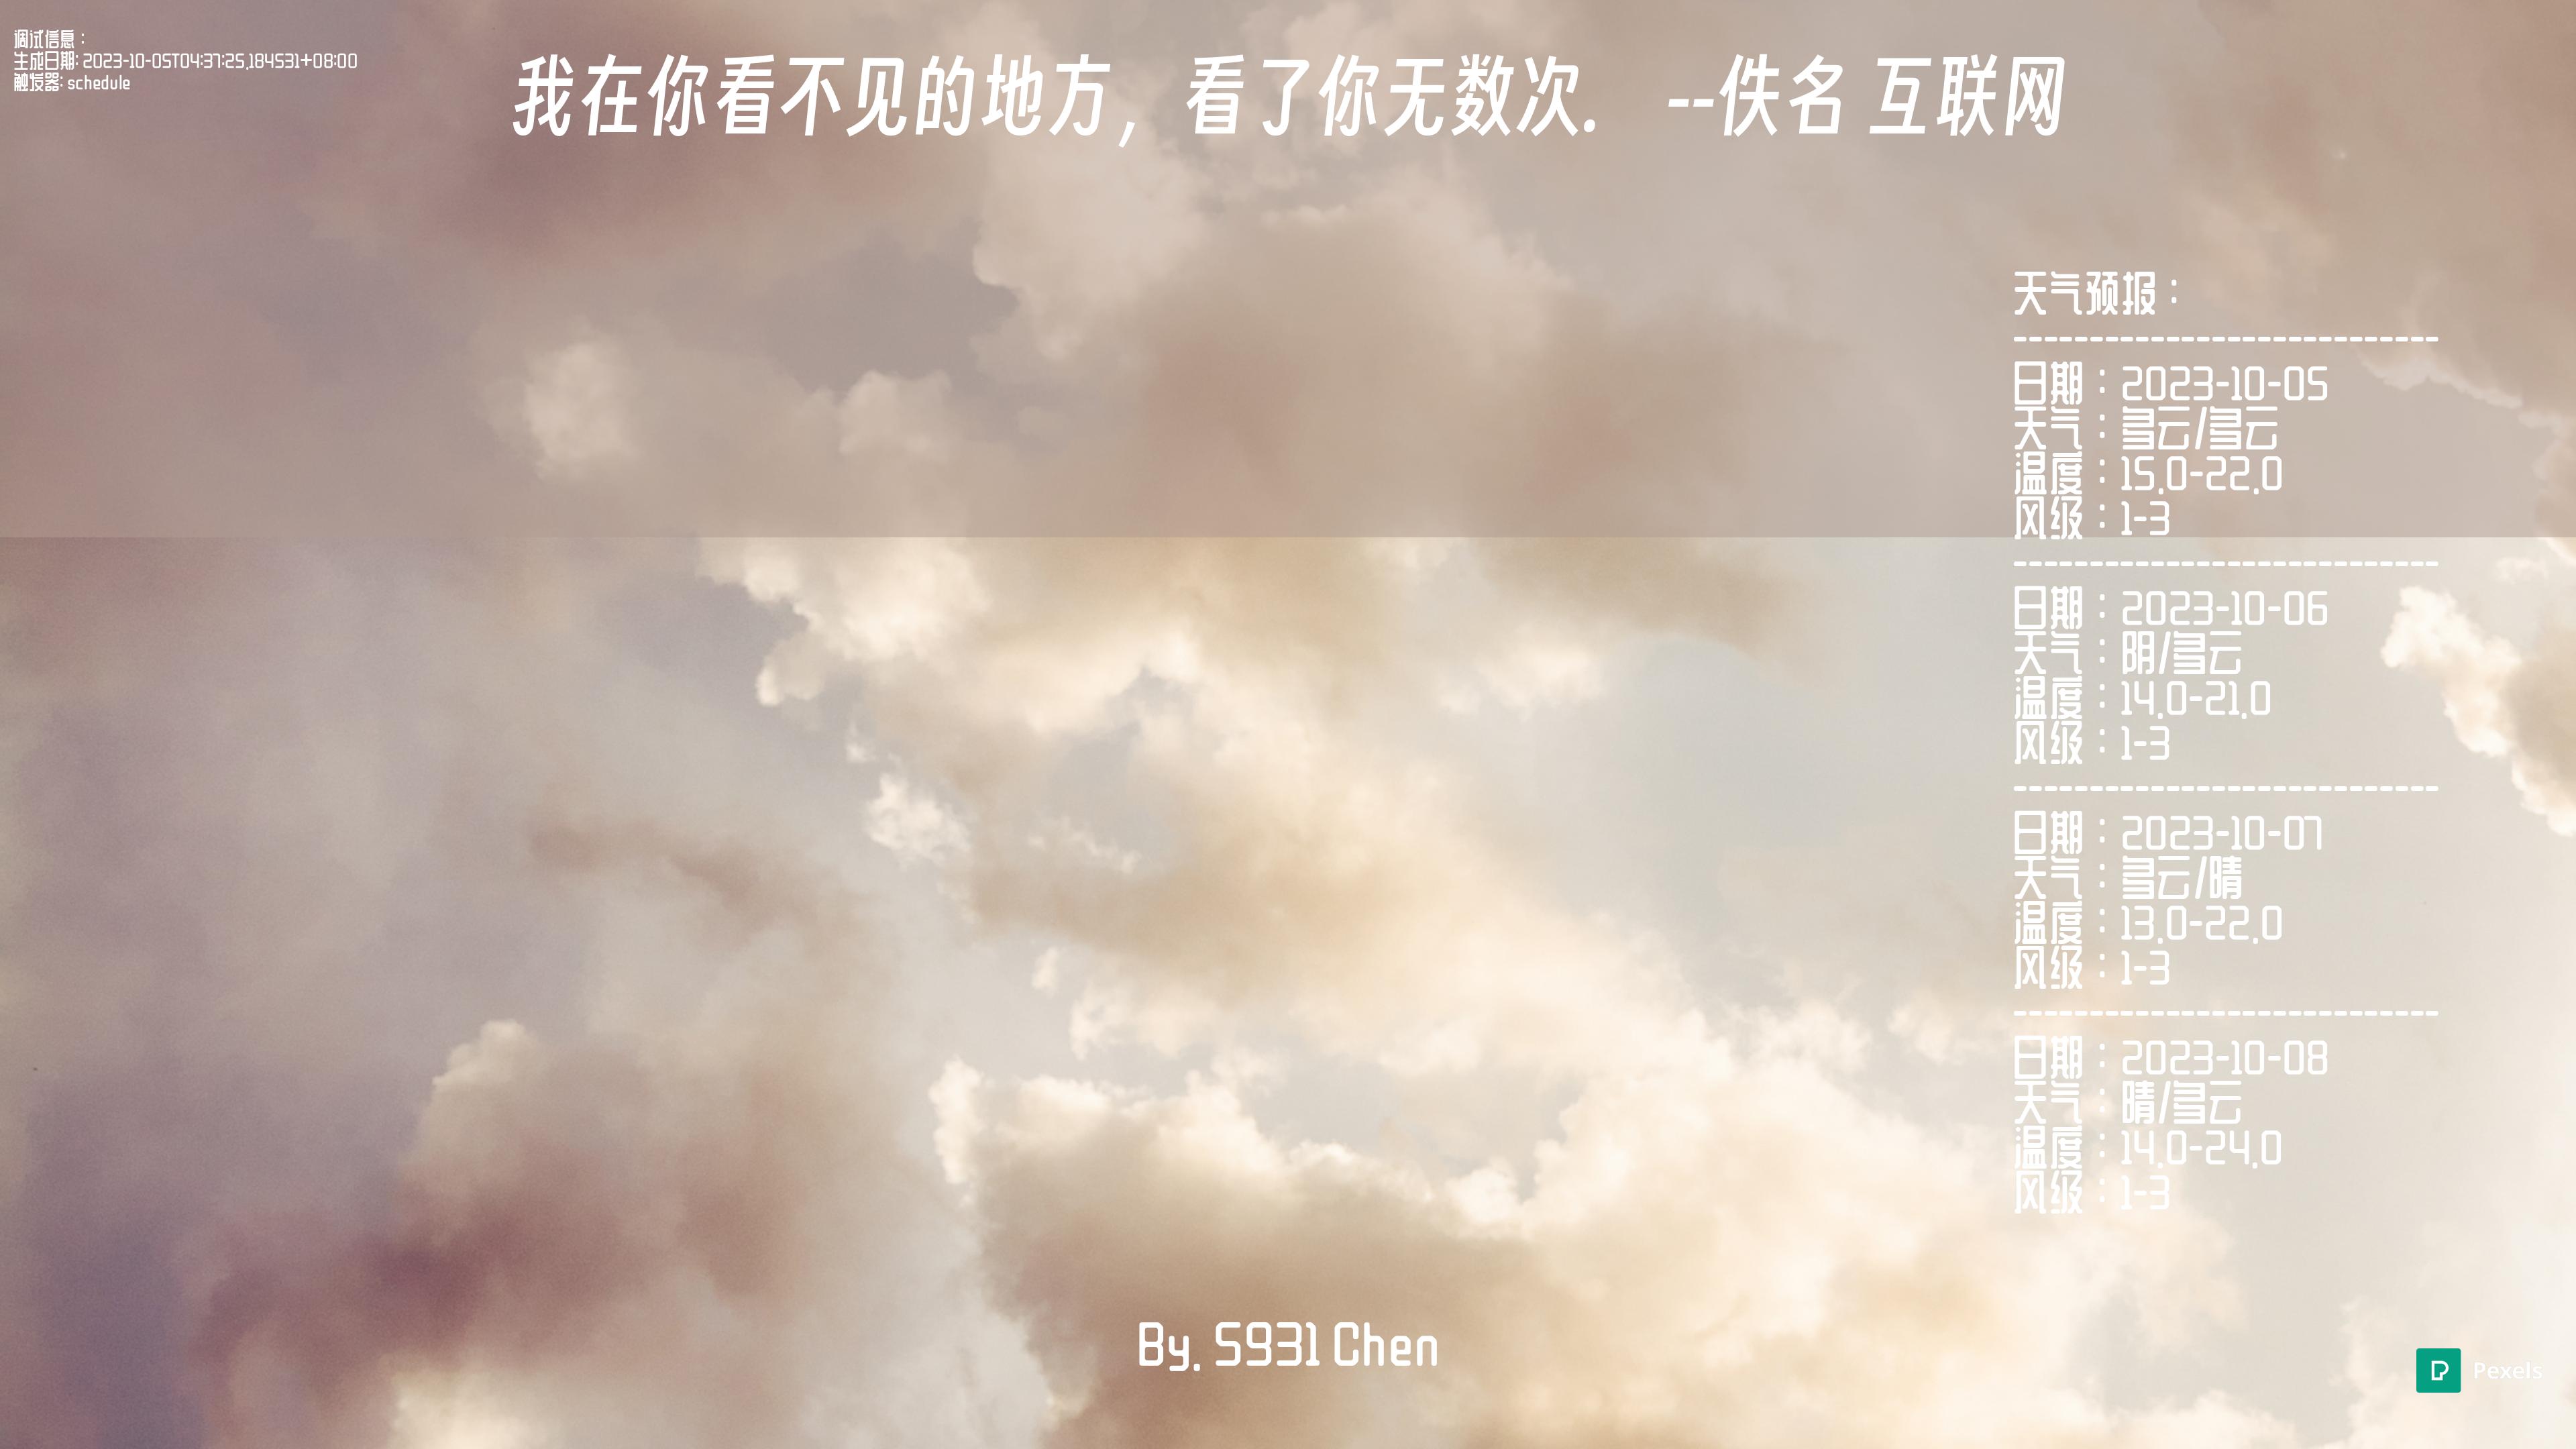 调试信息：
生成日期: 2023-10-05T04:37:25.184531+08:00
触发器: schedule
我在你看不见的地方，看了你无数次. --佚名 互联网
天气预报：
----------------------------
日期：2023-10-05
天气：多云/多云
温度：15.0-22.0
风级：1-3
----------------------------
日期：2023-10-06
天气：阴/多云
温度：14.0-21.0
风级：1-3
----------------------------
日期：2023-10-07
天气：多云/晴
温度：13.0-22.0
风级：1-3
----------------------------
日期：2023-10-08
天气：晴/多云
温度：14.0-24.0
风级：1-3
By. S931 Chen
Pexels